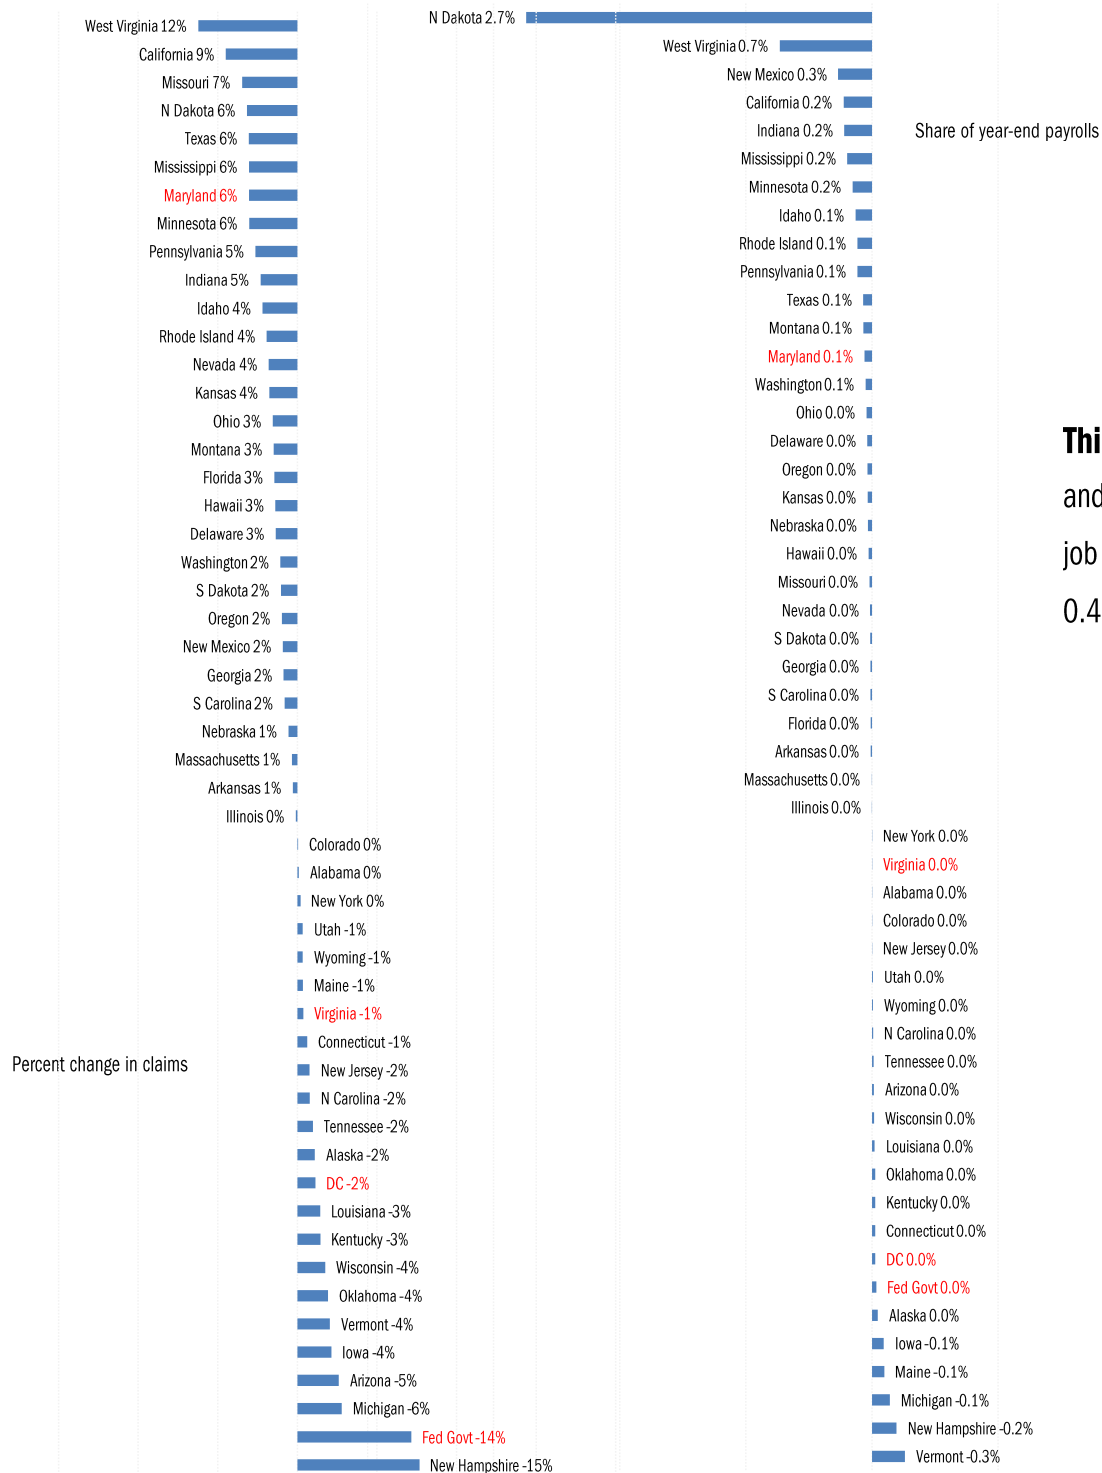 West Virginia 12%
California 9%
Missouri 7%
N Dakota 6%
Texas 6%
Mississippi 6%
Maryland 6%
Minnesota 6%
Pennsylvania 5%
Indiana 5%
Idaho 4%
Rhode Island 4%
Nevada 4%
Kansas 4%
Ohio 3%
Montana 3%
Florida 3%
Hawaii 3%
Delaware 3%
Washington 2%
S Dakota 2%
Oregon 2%
New Mexico 2%
Georgia 2%
S Carolina 2%
Nebraska 1%
Massachusetts 1%
Arkansas 1%
Illinois 0%
Colorado 0%
Alabama 0%
New York 0%
Utah -1%
Wyoming -1%
Maine -1%
Virginia -1%
Connecticut -1%
Percent change in claims
New Jersey -2%
N Carolina -2%
Tennessee -2%
Alaska -2%
DC -2%
Louisiana -3%
Kentucky -3%
Wisconsin -4%
Oklahoma -4%
Vermont -4%
Iowa -4%
Arizona -5%
Michigan -6%
Fed Govt -14%
New Hampshire -15%
N Dakota 2.7%
West Virginia 0.7%
New Mexico 0.3%
California 0.2%
Indiana 0.2%
Share of year-end payrolls
Mississippi 0.2%
Minnesota 0.2%
Idaho 0.1%
Rhode Island 0.1%
Pennsylvania 0.1%
Texas 0.1%
Montana 0.1%
Maryland 0.1%
Washington 0.1%
Ohio 0.0%
Delaware 0.0%
Oregon 0.0%
Kansas 0.0%
Nebraska 0.0%
Hawaii 0.0%
Missouri 0.0%
Nevada 0.0%
S Dakota 0.0%
Georgia 0.0%
S Carolina 0.0%
Florida 0.0%
Arkansas 0.0%
Massachusetts 0.0%
Illinois 0.0%
New York 0.0%
Virginia 0.0%
Alabama 0.0%
Colorado 0.0%
New Jersey 0.0%
Utah 0.0%
Wyoming 0.0%
N Carolina 0.0%
Tennessee 0.0%
Arizona 0.0%
Wisconsin 0.0%
Louisiana 0.0%
Oklahoma 0.0%
Kentucky 0.0%
Connecticut 0.0%
DC 0.0%
Fed Govt 0.0%
Alaska 0.0%
Iowa -0.1%
Maine -0.1%
Michigan -0.1%
New Hampshire -0.2%
Vermont -0.3%
Thi
and
job
0.4